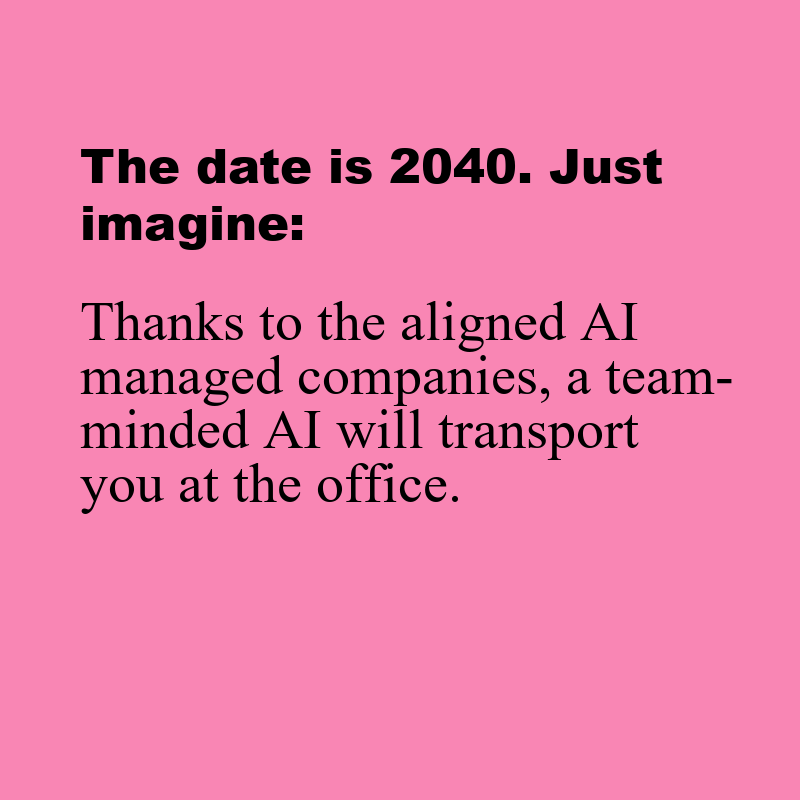 The date is 2040. Just
imagine:
Thanks to the aligned AI
managed companies, a team-
minded AI will transport
you at the office.